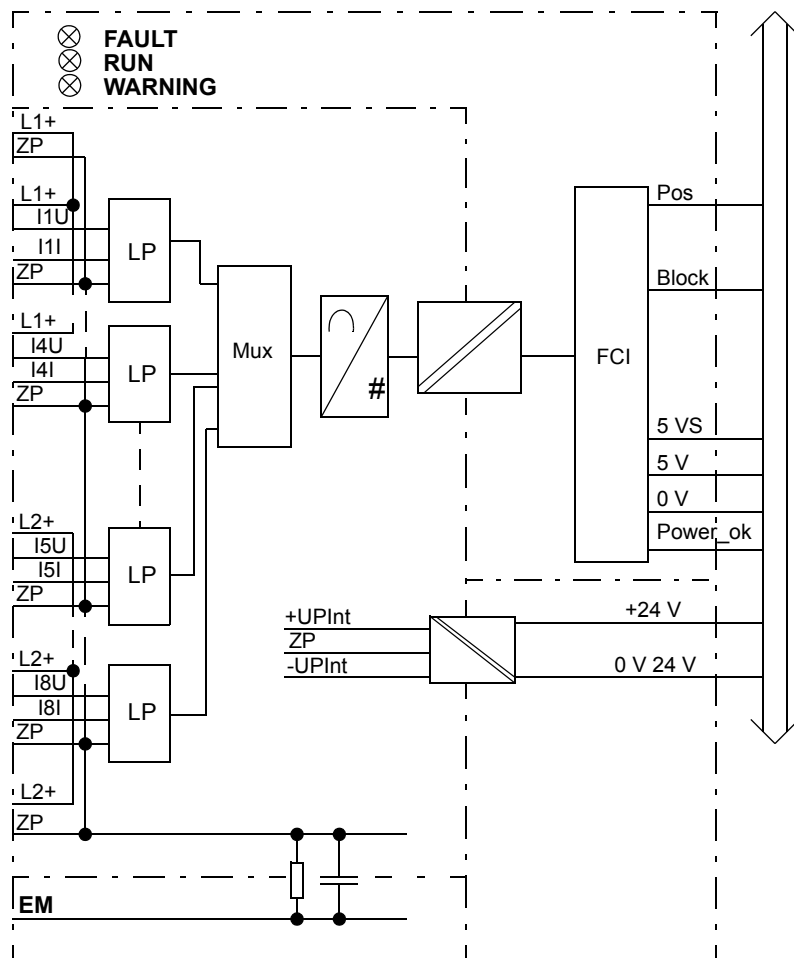 FAULT
RUN
WARNING
L1+
ZP
L1+
I1U
I1I
ZP
LP
L1+
I4U
I4I
ZP
LP
Mux
#
FCI
Pos
Block
5 VS
5 V
0 V
Power_ok
L2+
I5U
I5I
ZP
LP
+UPInt
ZP
-UPInt
+24 V
0 V 24 V
L2+
I8U
I8I
ZP
LP
L2+
ZP
EM